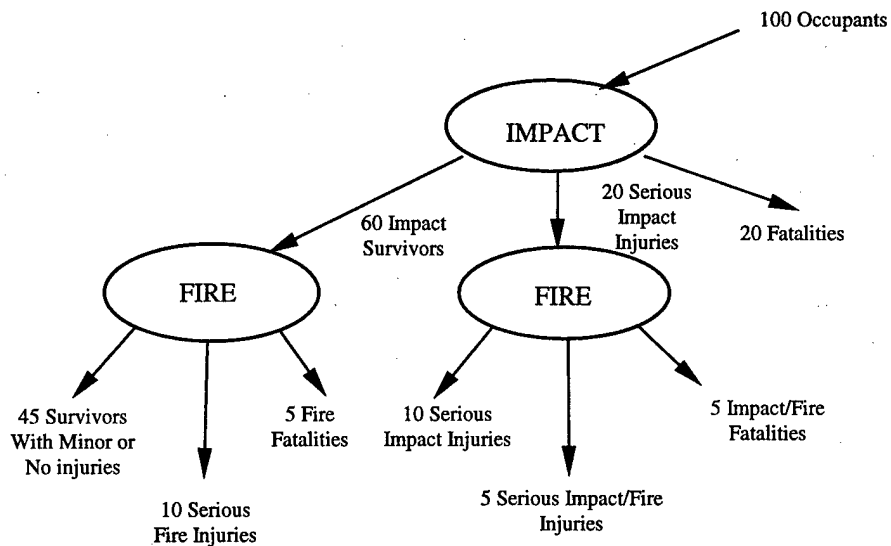 100 Occupants
IMPACT
60 Impact
Survivors
20 Serious
Impact
Injuries
20 Fatalities
FIRE
FIRE
45 Survivors
With Minor or
No injuries
10 Serious
Fire Injuries
5 Fire
Fatalities
10 Serious
Impact Injuries
5 Serious Impact/Fire
Injuries
5 Impact/Fire
Fatalities